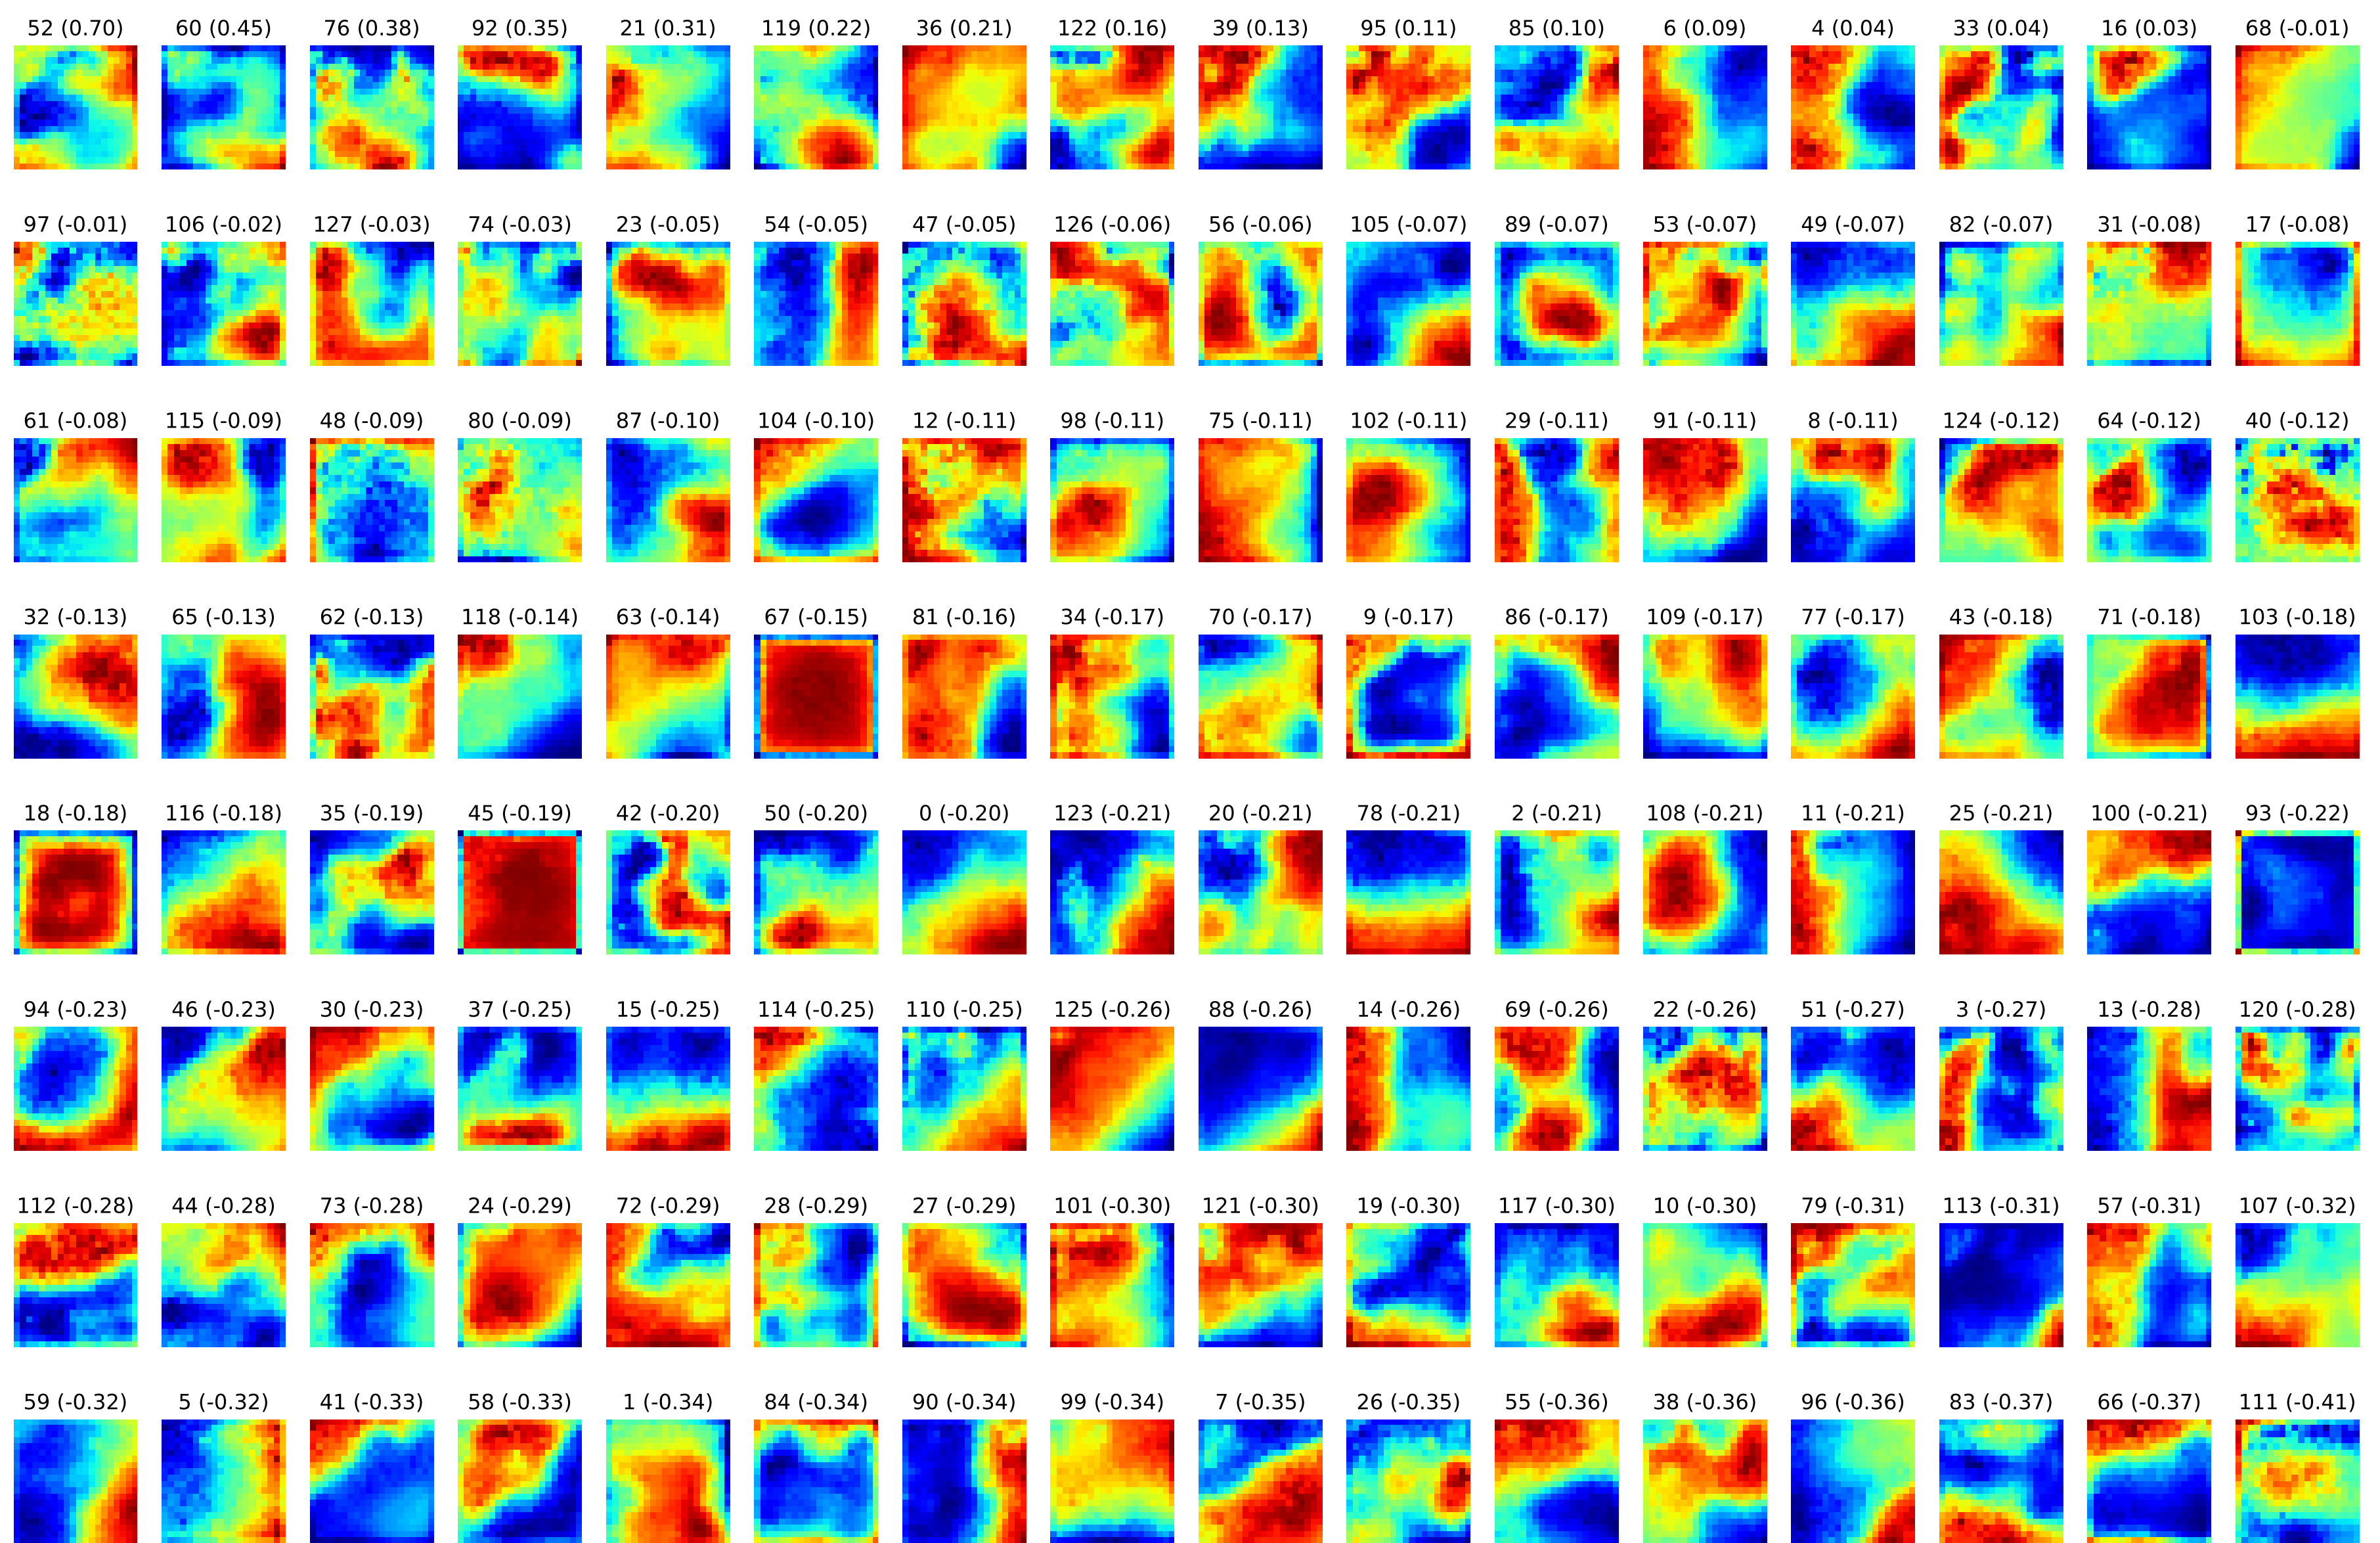 52 (0.70) 60 (0.45) 76 (0.38) 92 (0.35) 21 (0.31) 119 (0.22) 36 (0.21) 122 (0.16) 39 (0.13) 95 (0.11) 85 (0.10) 6 (0.09) 4 (0.04) 33 (0.04) 16 (0.03) 68 (-0.01)
97 (-0.01) 106 (-0.02) 127 (-0.03) 74 (-0.03) 23 (-0.05) 54 (-0.05) 47 (-0.05) 126 (-0.06) 56 (-0.06) 105 (-0.07) 89 (-0.07) 53 (-0.07) 49 (-0.07) 82 (-0.07) 31 (-0.08) 17 (-0.08)
61 (-0.08) 115 (-0.09) 48 (-0.09) 80 (-0.09) 87 (-0.10) 104 (-0.10) 12 (-0.11) 98 (-0.11) 75 (-0.11) 102 (-0.11) 29 (-0.11) 91 (-0.11) 8 (-0.11) 124 (-0.12) 64 (-0.12) 40 (-0.12)
32 (-0.13) 65 (-0.13) 62 (-0.13) 118 (-0.14) 63 (-0.14) 67 (-0.15) 81 (-0.16) 34 (-0.17) 70 (-0.17) 9 (-0.17) 86 (-0.17) 109 (-0.17) 77 (-0.17) 43 (-0.18) 71 (-0.18) 103 (-0.18)
18 (-0.18) 116 (-0.18) 35 (-0.19) 45 (-0.19) 42 (-0.20) 50 (-0.20) 0 (-0.20) 123 (-0.21) 20 (-0.21) 78 (-0.21) 2 (-0.21) 108 (-0.21) 11 (-0.21) 25 (-0.21) 100 (-0.21) 93 (-0.22)
94 (-0.23) 46 (-0.23) 30 (-0.23) 37 (-0.25) 15 (-0.25) 114 (-0.25) 110 (-0.25) 125 (-0.26) 88 (-0.26) 14 (-0.26) 69 (-0.26) 22 (-0.26) 51 (-0.27) 3 (-0.27) 13 (-0.28) 120 (-0.28)
112 (-0.28) 44 (-0.28) 73 (-0.28) 24 (-0.29) 72 (-0.29) 28 (-0.29) 27 (-0.29) 101 (-0.30) 121 (-0.30) 19 (-0.30) 117 (-0.30) 10 (-0.30) 79 (-0.31) 113 (-0.31) 57 (-0.31) 107 (-0.32)
59 (-0.32) 5 (-0.32) 41 (-0.33) 58 (-0.33) 1 (-0.34) 84 (-0.34) 90 (-0.34) 99 (-0.34) 7 (-0.35) 26 (-0.35) 55 (-0.36) 38 (-0.36) 96 (-0.36) 83 (-0.37) 66 (-0.37) 111 (-0.41)